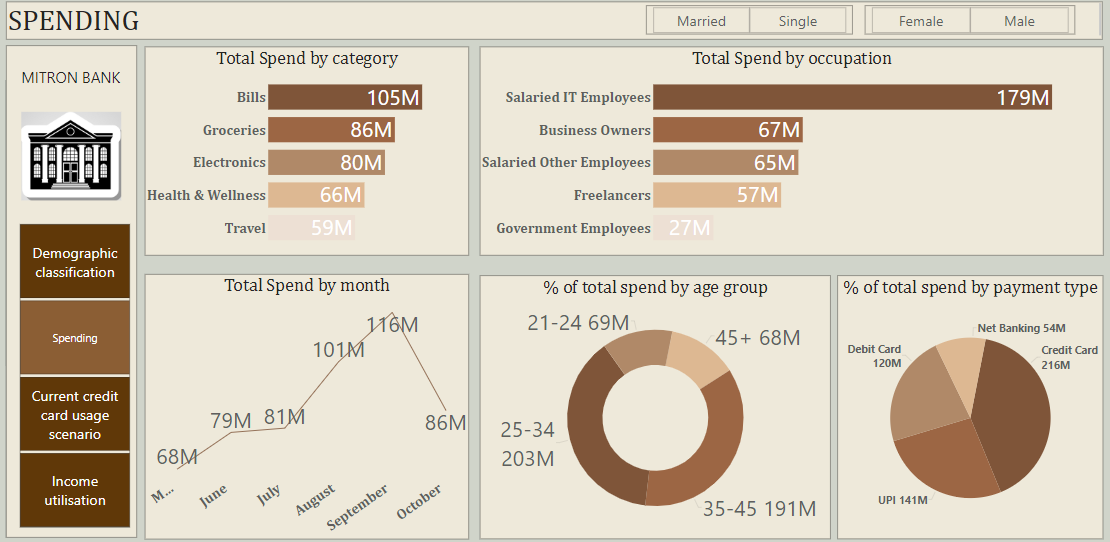 SPENDING
Married
Single
Female
Male
MITRON BANK
Demographic
classification
Spending
Current credit
card usage
scenario
Income
utilisation
Total Spend by category
Bills 105M
Groceries 86M
Electronics 80M
Health & Wellness 66M
Travel 59M
Total Spend by occupation
Salaried IT Employees 179M
Business Owners 67M
Salaried Other Employees 65M
Freelancers 57M
Government Employees 27M
Total Spend by month
68M
79M
81M
101M
116M
86M
M...
June
July
August
September
October
% of total spend by age group
21-24 69M
45+ 68M
25-34
203M
35-45 191M
% of total spend by payment type
Net Banking 54M
Debit Card
120M
Credit Card
216M
UPI 141M